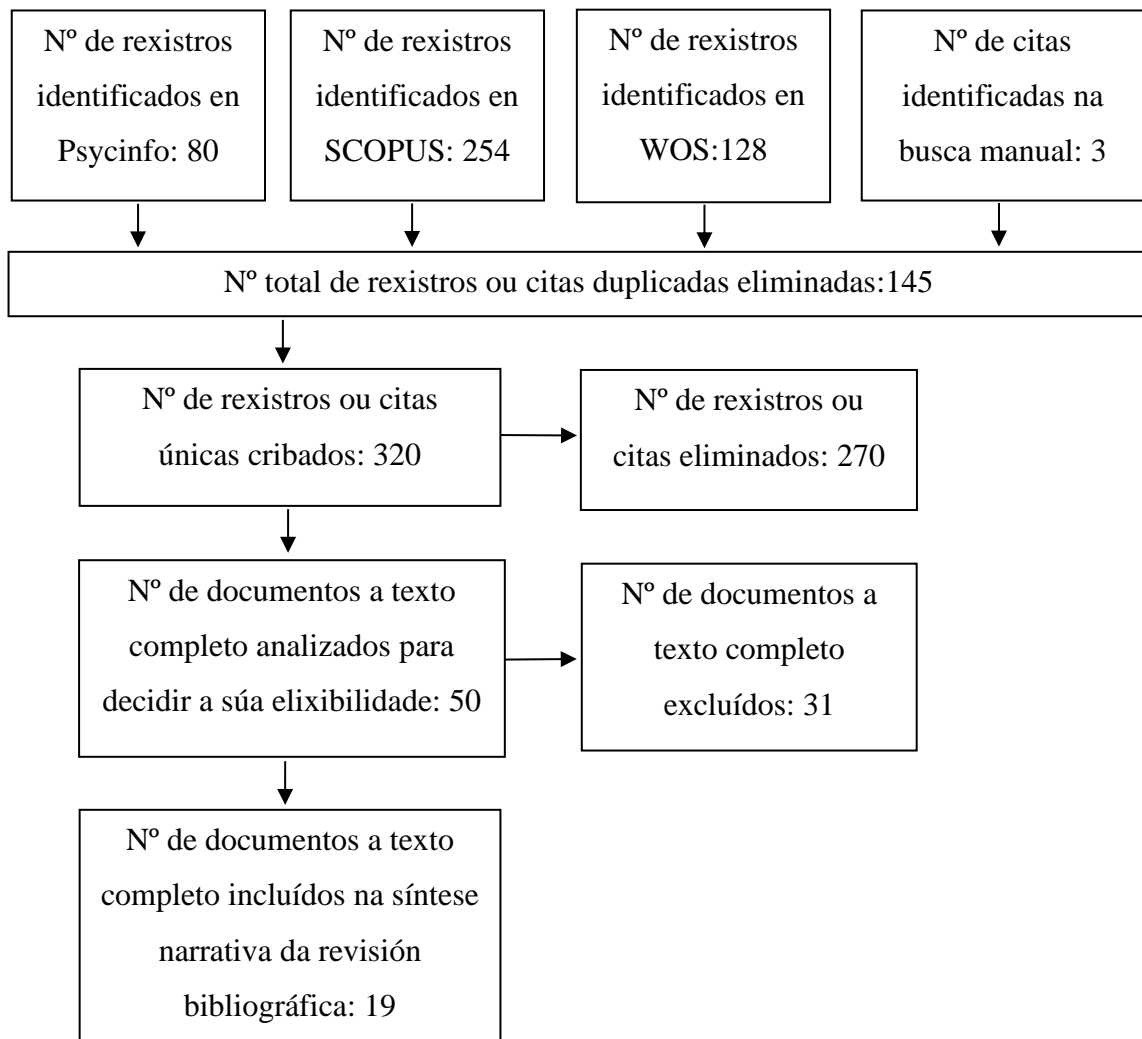 Nº de rexistros
identificados en
Psycinfo: 80
Nº de rexistros
identificados en
SCOPUS: 254
Nº de rexistros
identificados en
WOS:128
Nº de citas
identificadas na
busca manual: 3
Nº total de rexistros ou citas duplicadas eliminadas:145
Nº de rexistros ou citas
únicas cribados: 320
Nº de rexistros ou
citas eliminados: 270
Nº de documentos a texto
completo analizados para
decidir a súa elixibilidade: 50
Nº de documentos a
texto completo
excluídos: 31
Nº de documentos a texto
completo incluídos na síntese
narrativa da revisión
bibliográfica: 19